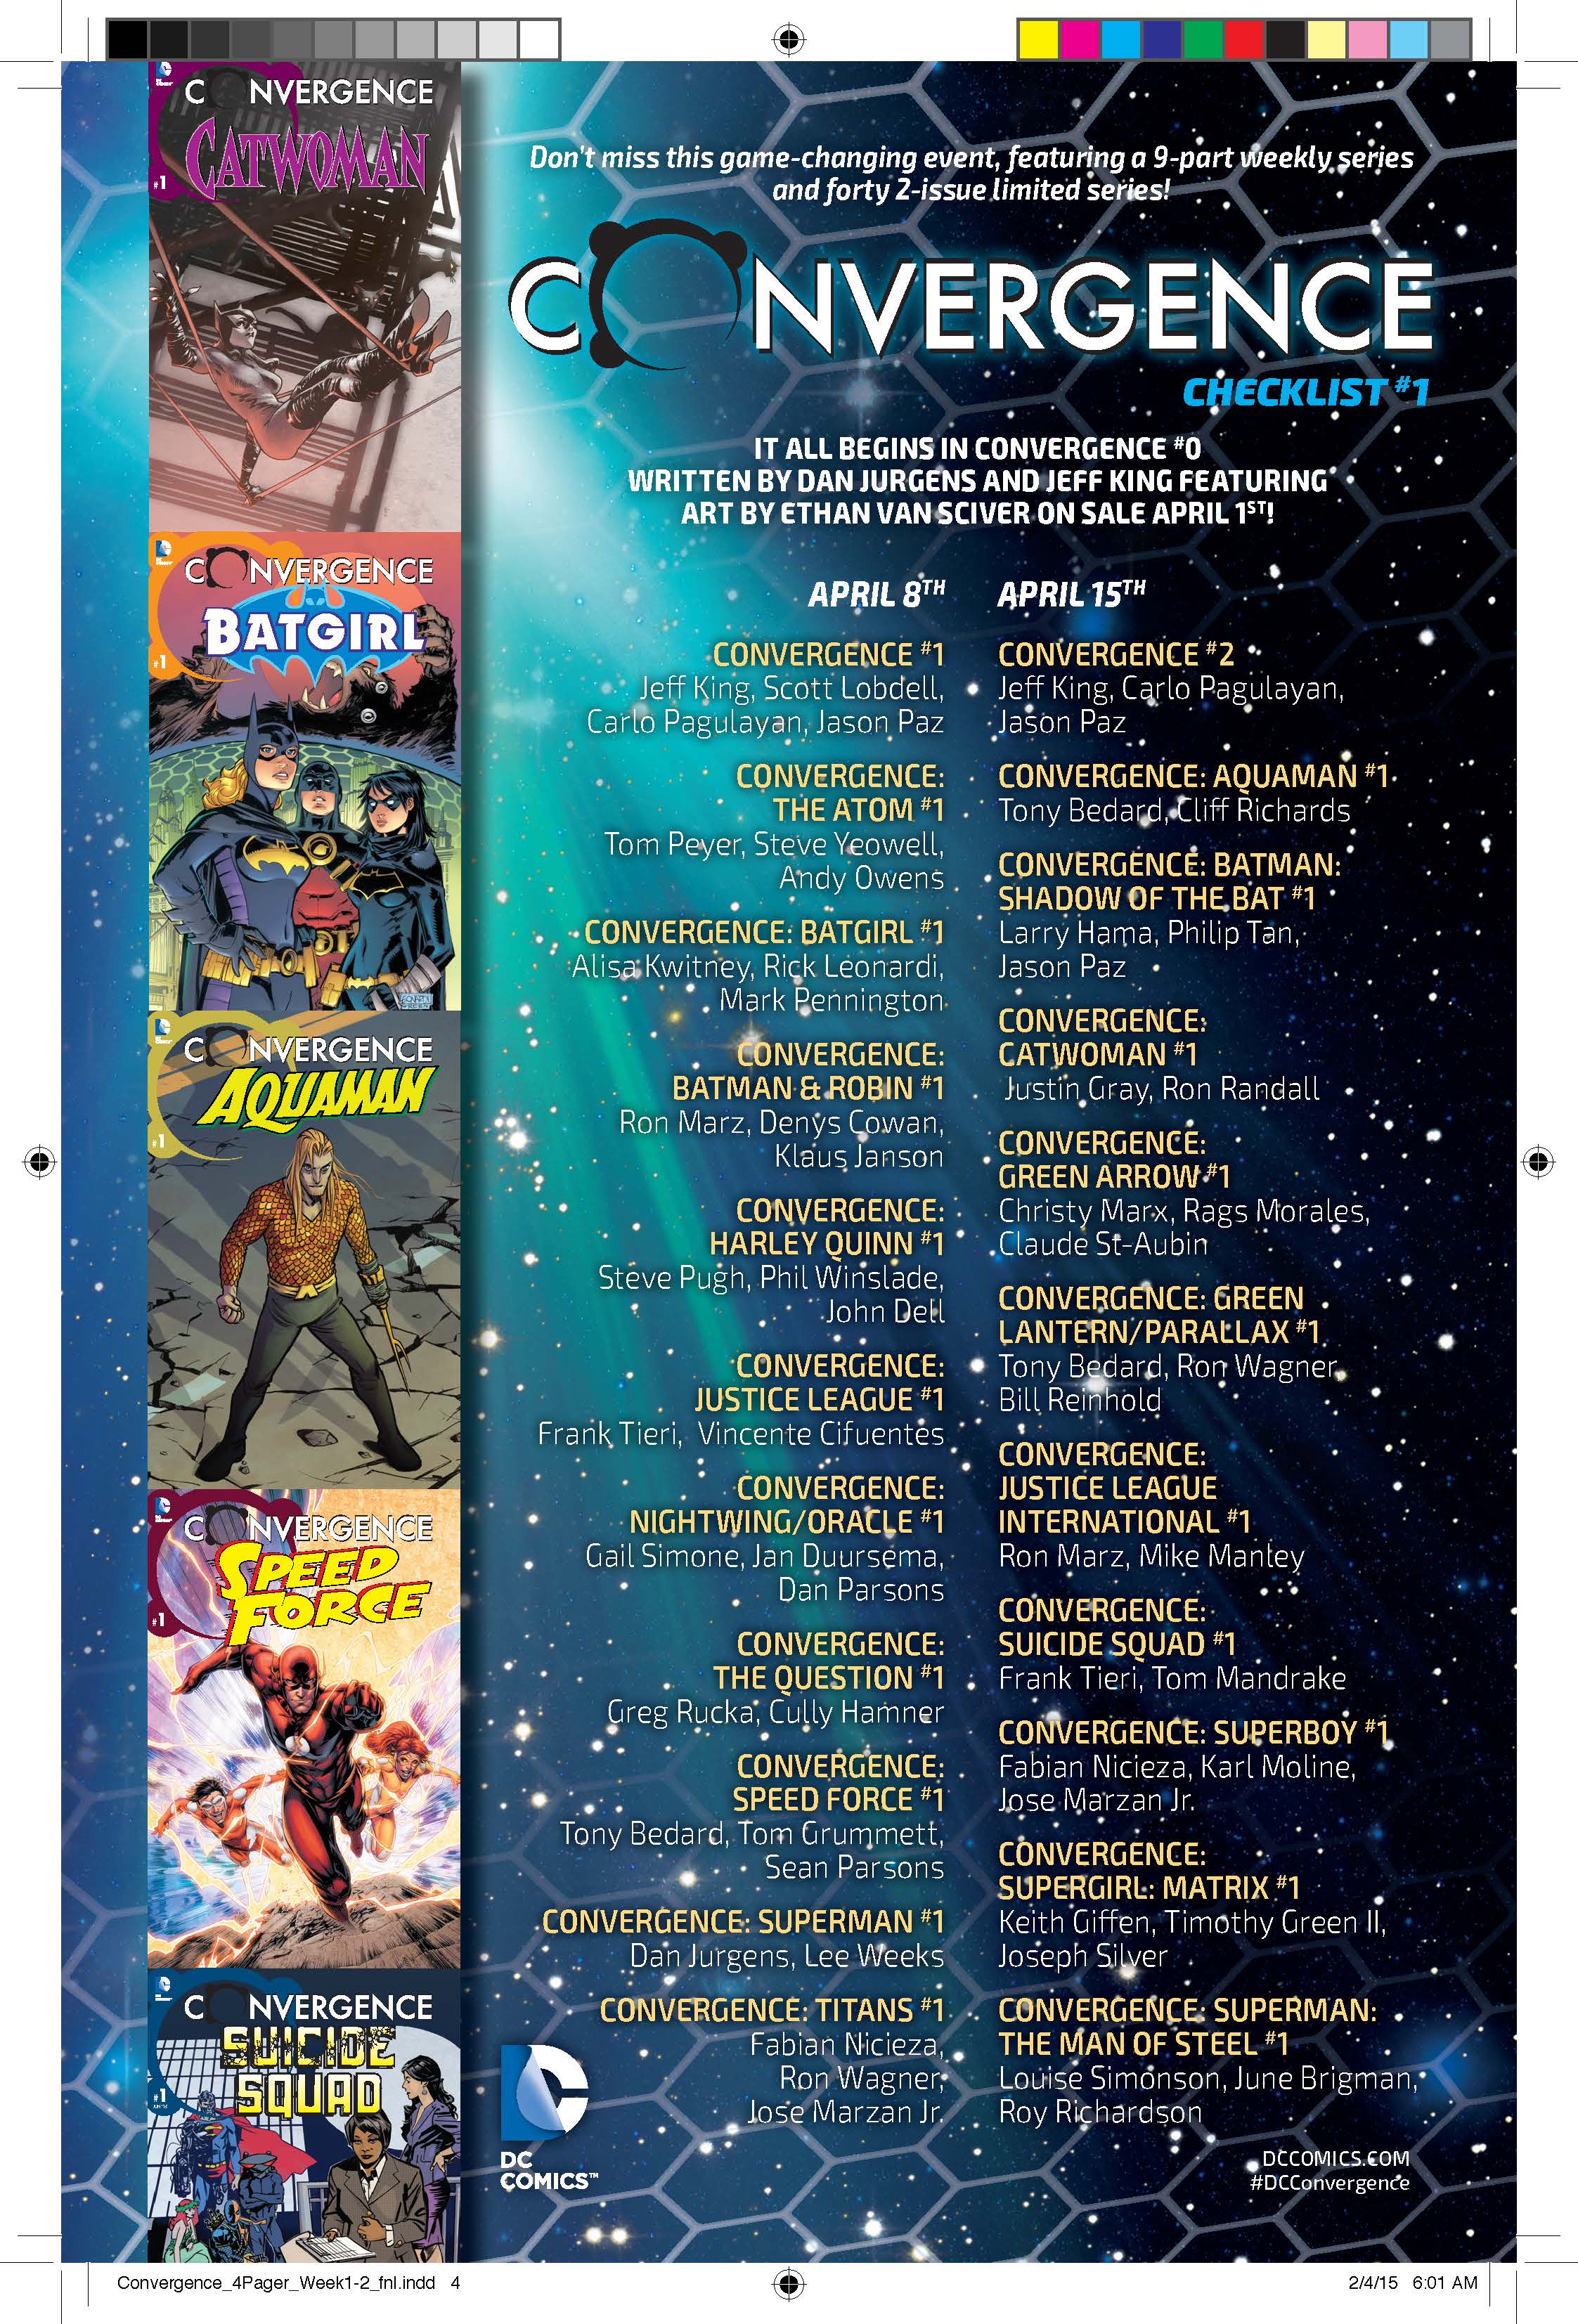 CONVERGENCE
CATWOMAN
#1
CONVERGENCE
BATGIRL
#1
CONVERGENCE
AQUAMAN
#1
CONVERGENCE
SPEED
FORCE
#1
CONVERGENCE
SUICIDE
SQUAD
#1
Don't miss this game-changing event, featuring a 9-part weekly series
and forty 2-issue limited series!
CONVERGENCE
CHECKLIST #1
IT ALL BEGINS IN CONVERGENCE #0
WRITTEN BY DAN JURGENS AND JEFF KING FEATURING
ART BY ETHAN VAN SCIVER ON SALE APRIL 1ST!
APRIL 8TH
CONVERGENCE #1
Jeff King, Scott Lobdell,
Carlo Pagulayan, Jason Paz
CONVERGENCE:
THE ATOM #1
Tom Peyer, Steve Yeowell,
Andy Owens
CONVERGENCE: BATGIRL #1
Alisa Kwitney, Rick Leonardi,
Mark Pennington
CONVERGENCE:
BATMAN & ROBIN #1
Ron Marz, Denys Cowan,
Klaus Janson
CONVERGENCE:
HARLEY QUINN #1
Steve Pugh, Phil Winslade,
John Dell
CONVERGENCE:
JUSTICE LEAGUE #1
Frank Tieri, Vincente Cifuentes
CONVERGENCE:
NIGHTWING/ORACLE #1
Gail Simone, Jan Duursema,
Dan Parsons
CONVERGENCE:
THE QUESTION #1
Greg Rucka, Cully Hamner
CONVERGENCE:
SPEED FORCE #1
Tony Bedard, Tom Grummett,
Sean Parsons
CONVERGENCE: SUPERMAN #1
Dan Jurgens, Lee Weeks
CONVERGENCE: TITANS #1
Fabian Nicieza,
Ron Wagner,
Jose Marzan Jr.
APRIL 15TH
CONVERGENCE #2
Jeff King, Carlo Pagulayan,
Jason Paz
CONVERGENCE: AQUAMAN #1
Tony Bedard, Cliff Richards
CONVERGENCE: BATMAN:
SHADOW OF THE BAT #1
Larry Hama, Philip Tan,
Jason Paz
CONVERGENCE:
CATWOMAN #1
Justin Gray, Ron Randall
CONVERGENCE:
GREEN ARROW #1
Christy Marx, Rags Morales,
Claude St-Aubin
CONVERGENCE: GREEN
LANTERN/PARALLAX #1
Tony Bedard, Ron Wagner,
Bill Reinhold
CONVERGENCE:
JUSTICE LEAGUE
INTERNATIONAL #1
Ron Marz, Mike Manley
CONVERGENCE:
SUICIDE SQUAD #1
Frank Tieri, Tom Mandrake
CONVERGENCE: SUPERBOY #1
Fabian Nicieza, Karl Moline,
Jose Marzan Jr.
CONVERGENCE:
SUPERGIRL: MATRIX #1
Keith Giffen, Timothy Green II,
Joseph Silver
CONVERGENCE: SUPERMAN:
THE MAN OF STEEL #1
Louise Simonson, June Brigman,
Roy Richardson
DC
COMICS™
DCCOMICS.COM
#DCConvergence
Convergence_4Pager_Week1-2_fnl.indd 4
2/4/15 6:01 AM